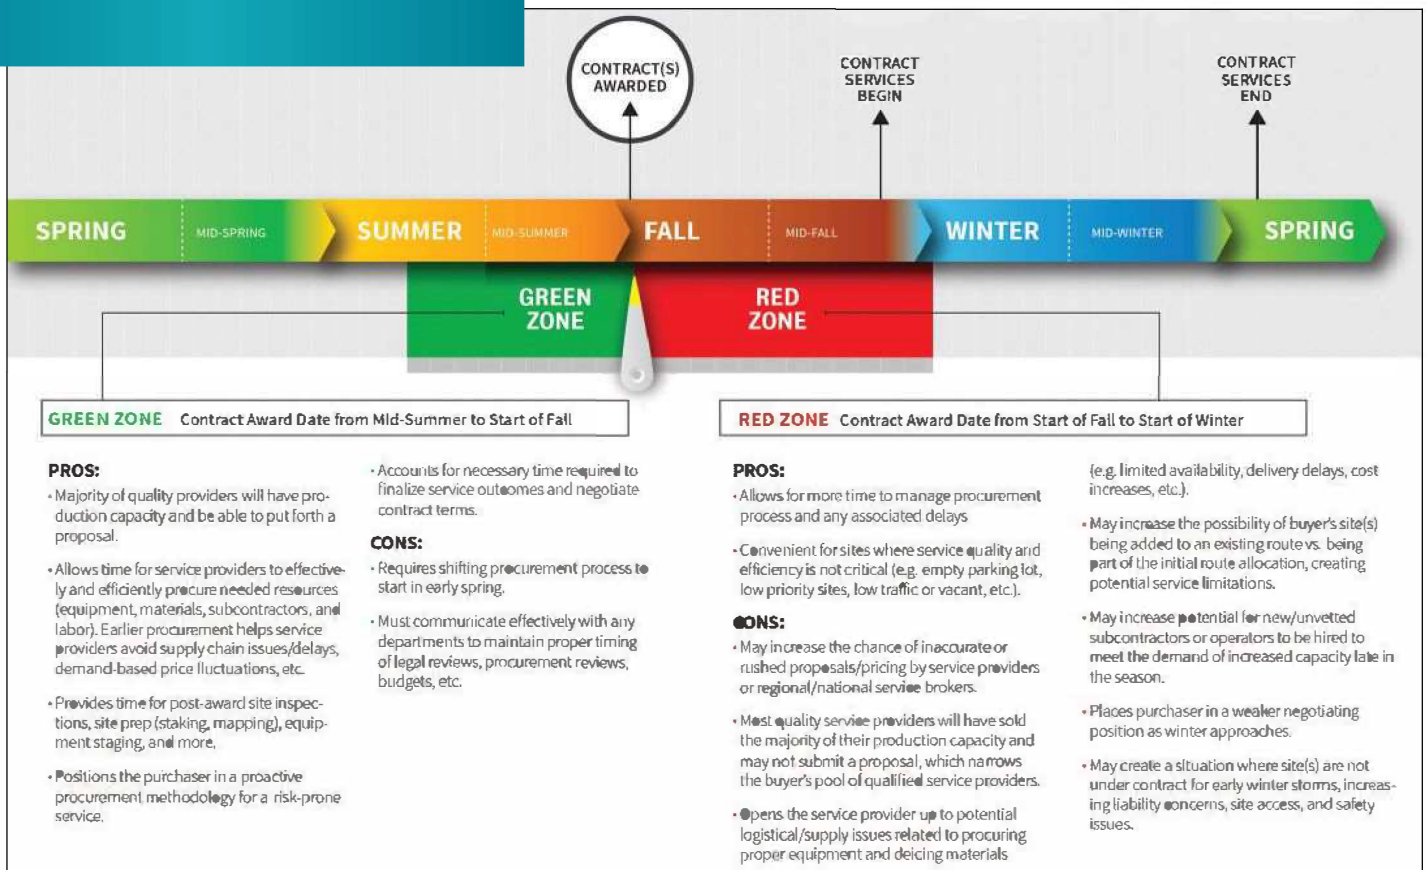 CONTRACT(S)
AWARDED
CONTRACT
SERVICES
BEGIN
CONTRACT
SERVICES
END
SPRING
MID-SPRING
SUMMER
MID-SUMMER
FALL
MID-FALL
WINTER
MID-WINTER
SPRING
GREEN
ZONE
RED
ZONE
GREEN ZONE Contract Award Date from Mid-Summer to Start of Fall
PROS:
• Majority of quality providers will have pro-
duction capacity and be able to put forth a
proposal.
• Allows time for service providers to effective-
ly and efficiently procure needed resources
(equipment, materials, subcontractors, and
labor). Earlier procurement helps service
providers avoid supply chain issues/delays,
demand-based price fluctuations, etc.
• Provides time for post-award site inspec-
tions, site prep (staking, mapping), equip-
ment staging, and more.
• Positions the purchaser in a proactive
procurement methodology for a risk-prone
service.
• Accounts for necessary time required to
finalize service outcomes and negotiate
contract terms.
CONS:
• Requires shifting procurement process to
start in early spring.
• Must communicate effectively with any
departments to maintain proper timing
of legal reviews, procurement reviews,
budgets, etc.
RED ZONE Contract Award Date from Start of Fall to Start of Winter
PROS:
• Allows for more time to manage procurement
process and any associated delays
• Convenient for sites where service quality and
efficiency is not critical (e.g. empty parking lot,
low priority sites, low traffic or vacant, etc.).
CONS:
• May increase the chance of inaccurate or
rushed proposals/pricing by service providers
or regional/national service brokers.
• Most quality service providers will have sold
the majority of their production capacity and
may not submit a proposal, which narrows
the buyer's pool of qualified service providers.
• Opens the service provider up to potential
logistical/supply issues related to procuring
proper equipment and deicing materials
(e.g. limited availability, delivery delays, cost
increases, etc.).
• May increase the possibility of buyer's site(s)
being added to an existing route vs. being
part of the initial route allocation, creating
potential service limitations.
• May increase potential for new/unvetted
subcontractors or operators to be hired to
meet the demand of increased capacity late in
the season.
• Places purchaser in a weaker negotiating
position as winter approaches.
• May create a situation where site(s) are not
under contract for early winter storms, increas-
ing liability concerns, site access, and safety
issues.